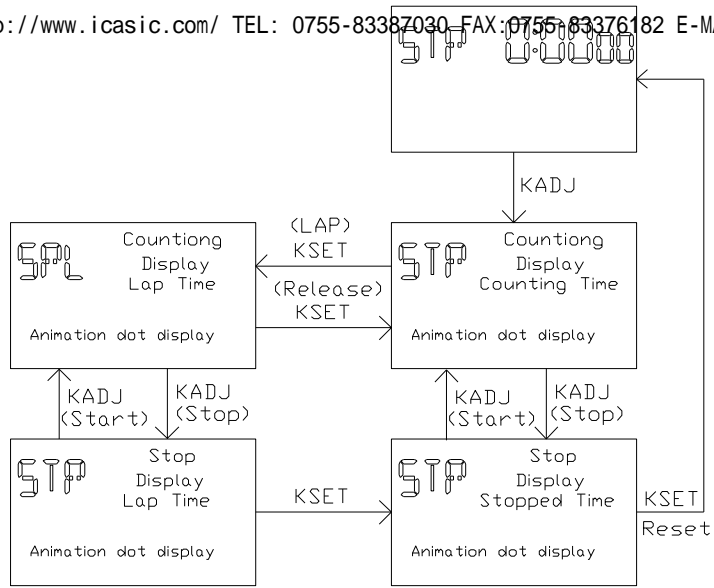 p://www.icasic.com/ TEL: 0755-83387030 FAX:0755-83376182 E-MA
STP 0:0000
KADJ
SPL
Countiong
Display
Lap Time
Animation dot display
(LAP)
KSET
(Release)
KSET
STP
Countiong
Display
Counting Time
Animation dot display
KADJ
(Start)
KADJ
(Stop)
KADJ
(Start)
KADJ
(Stop)
STP
Stop
Display
Lap Time
Animation dot display
KSET
STP
Stop
Display
Stopped Time
Animation dot display
KSET
Reset